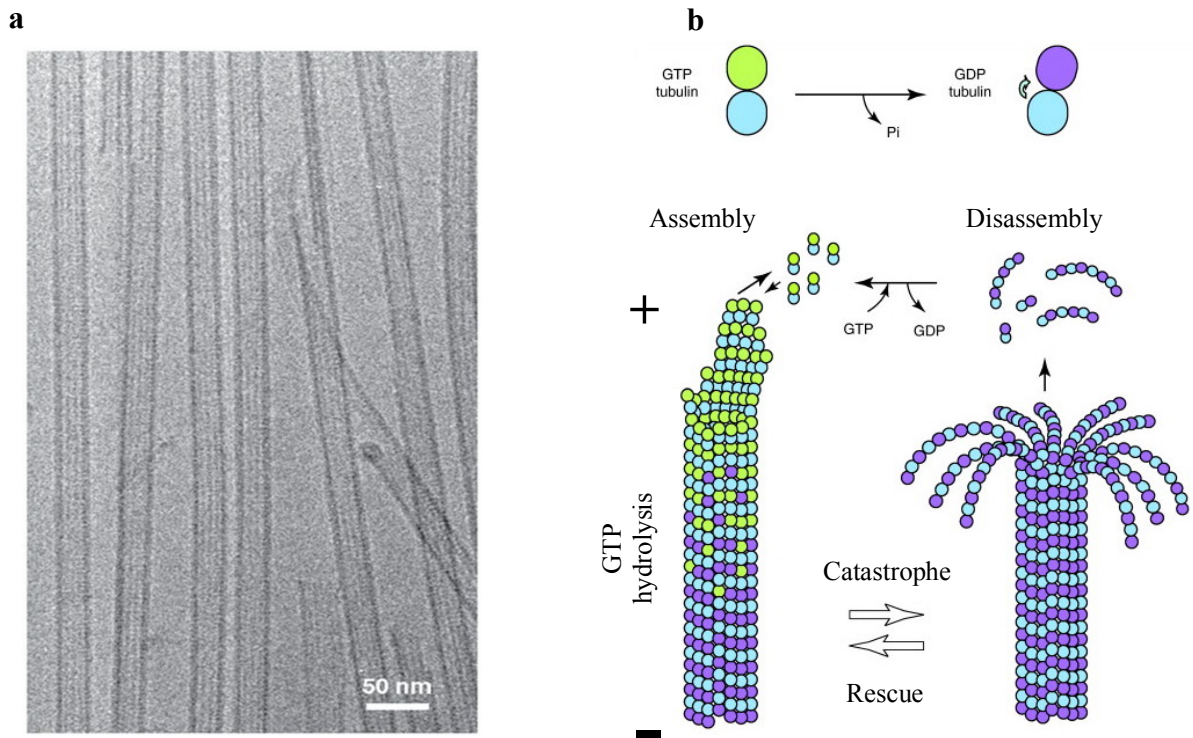 a
b
GTP
tubulin
GDP
tubulin
Pi
Assembly
Disassembly
+
GTP
GDP
GTP
hydrolysis
Catastrophe
Rescue
50 nm
-